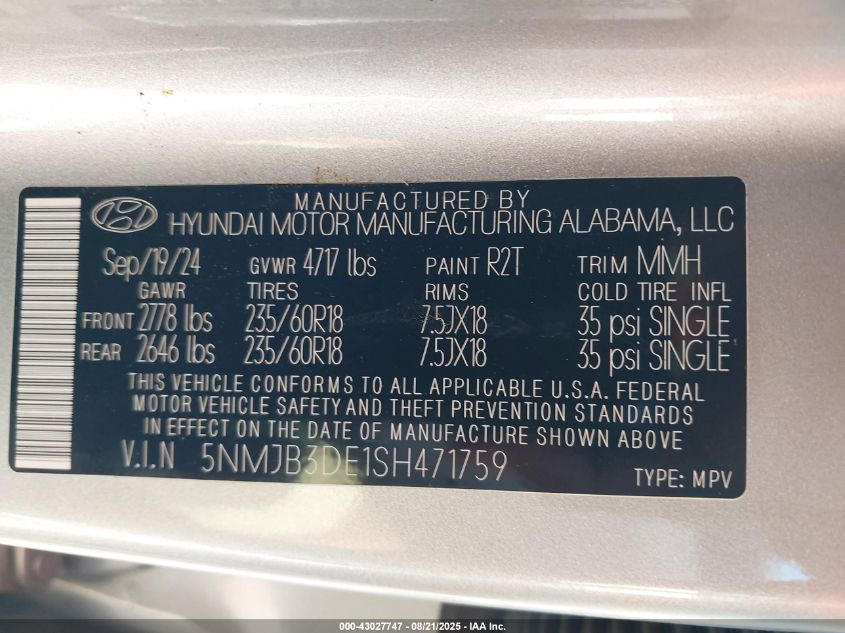 MANUFACTURED BY
HYUNDAI MOTOR MANUFACTURING ALABAMA, LLC
Sep/19/24 GVWR 4717 lbs PAINT R2T TRIM MMH
GAWR TIRES RIMS COLD TIRE INFL
FRONT 2778 lbs 235/60R18 7.5JX18 35 psi SINGLE
REAR 2646 lbs 235/60R18 7.5JX18 35 psi SINGLE
THIS VEHICLE CONFORMS TO ALL APPLICABLE U.S.A. FEDERAL
MOTOR VEHICLE SAFETY AND THEFT PREVENTION STANDARDS
IN EFFECT ON THE DATE OF MANUFACTURE SHOWN ABOVE
V.I.N 5NMJB3DE1SH471759
TYPE: MPV
000-43027747 - 08/21/2025 - IAA Inc.